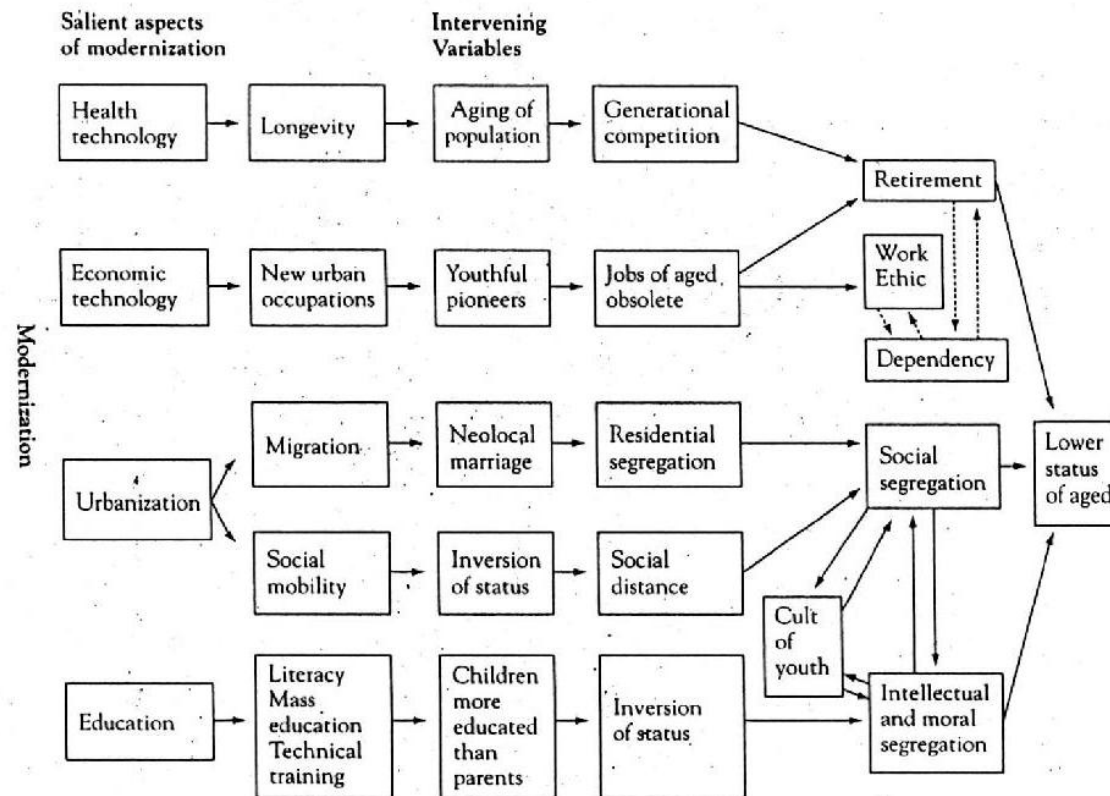 Salient aspects
of modernization
Intervening
Variables
Health
technology
Longevity
Aging of
population
Generational
competition
Retirement
Economic
technology
New urban
occupations
Youthful
pioneers
Jobs of aged
obsolete
Work
Ethic
Dependency
Modernization
Urbanization
Migration
Neolocal
marriage
Residential
segregation
Social
segregation
Lower
status
of aged
Social
mobility
Inversion
of status
Social
distance
Cult
of
youth
Education
Literacy
Mass
education
Technical
training
Children
more
educated
than
parents
Inversion
of status
Intellectual
and moral
segregation